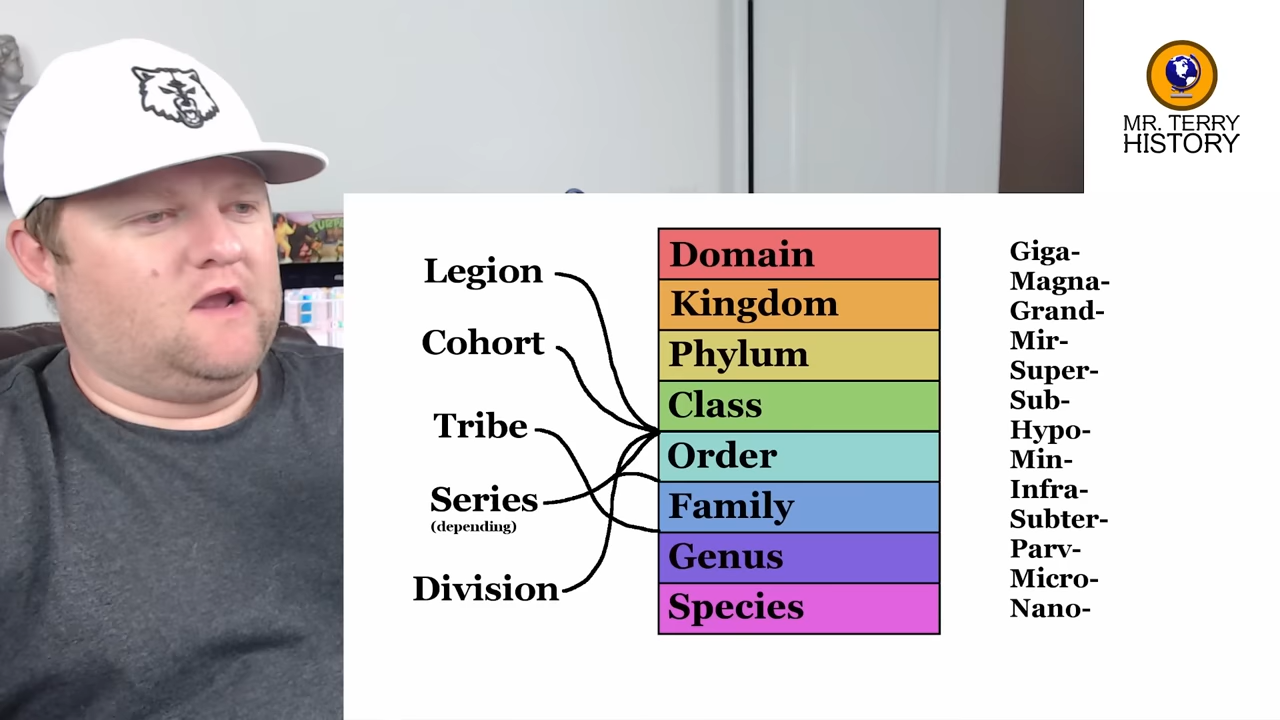 MR. TERRY
HISTORY
TURTLES
Legion
Cohort
Tribe
Series
(depending)
Division
Domain
Kingdom
Phylum
Class
Order
Family
Genus
Species
Giga-
Magna-
Grand-
Mir-
Super-
Sub-
Hypo-
Min-
Infra-
Subter-
Parv-
Micro-
Nano-